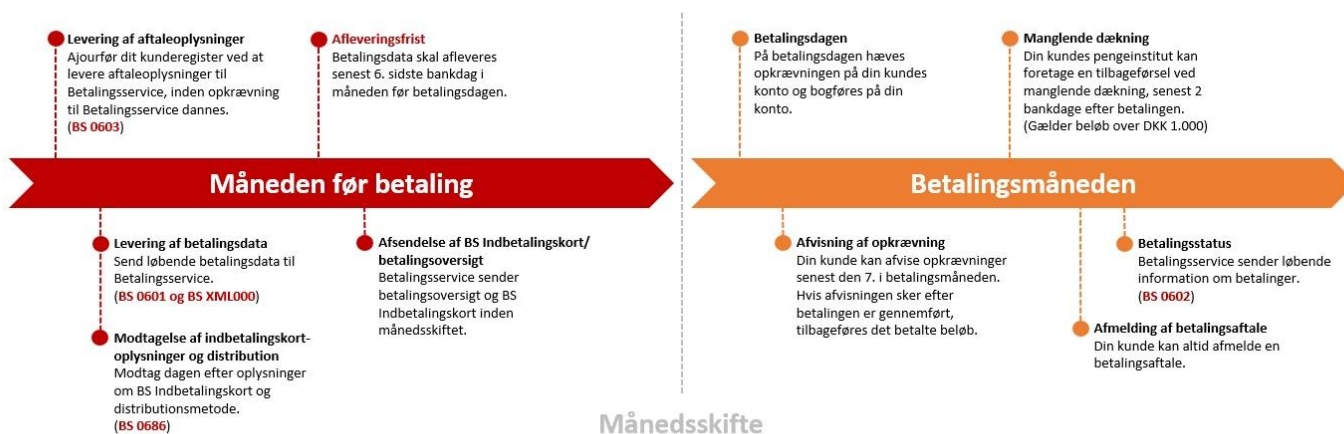 Levering af aftaleoplysninger
Ajourfør dit kunderegister ved at
levere aftaleoplysninger til
Betalingsservice, inden opkrævning
til Betalingsservice dannes.
(BS 0603)
Afleveringsfrist
Betalingsdata skal afleveres
senest 6. sidste bankdag i
måneden før betalingsdagen.
Betalingsdagen
På betalingsdagen hæves
opkrævningen på din kundes
konto og bogføres på din
konto.
Manglende dækning
Din kundes pengeinstitut kan
foretage en tilbageførsel ved
manglende dækning, senest 2
bankdage efter betalingen.
(Gælder beløb over DKK 1.000)
Måneden før betaling
Betalingsmåneden
Levering af betalingsdata
Send løbende betalingsdata til
Betalingsservice.
(BS 0601 og BS XML000)
Modtagelse af indbetalingskort-
oplysninger og distribution
Modtag dagen efter oplysninger
om BS Indbetalingskort og
distributionsmetode.
(BS 0686)
Afsendelse af BS Indbetalingskort/
betalingsoversigt
Betalingsservice sender
betalingsoversigt og BS
Indbetalingskort inden
månedsskiftet.
Afvisning af opkrævning
Din kunde kan afvise opkrævninger
senest den 7. i betalingsmåneden.
Hvis afvisningen sker efter
betalingen er gennemført,
tilbageføres det betalte beløb.
Betalingsstatus
Betalingsservice sender løbende
information om betalinger.
(BS 0602)
Afmelding af betalingsaftale
Din kunde kan altid afmelde en
betalingsaftale.
Månedsskifte